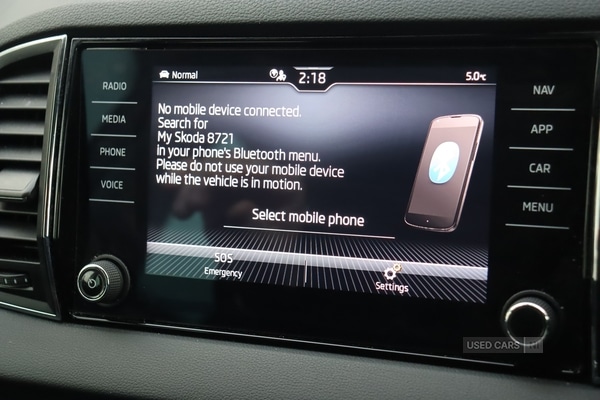 RADIO
MEDIA
PHONE
VOICE
Normal
2:18
5.0°C
No mobile device connected.
Search for
My Skoda 8721
in your phone's Bluetooth menu.
Please do not use your mobile device
while the vehicle is in motion.
Select mobile phone
SOS
Emergency
Settings
NAV
APP
CAR
MENU
USED CARS NI